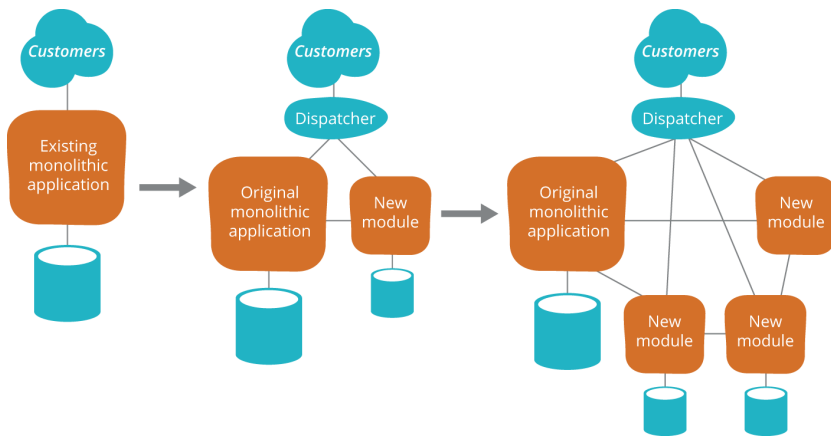 Customers
Existing
monolithic
application
Customers
Dispatcher
Original
monolithic
application
New
module
Customers
Dispatcher
Original
monolithic
application
New
module
New
module
New
module